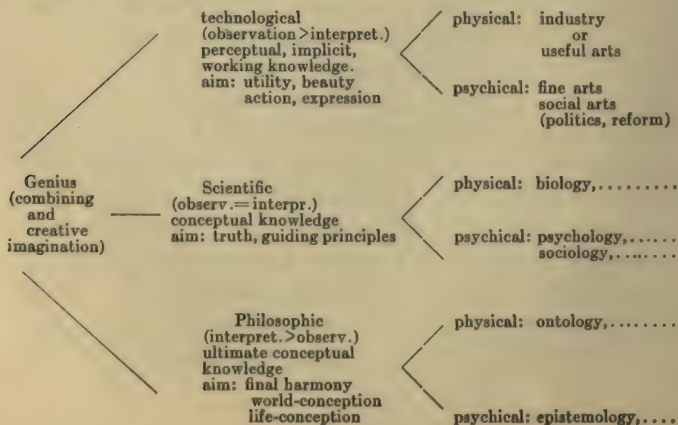 Genius
(combining
and
creative
imagination)
technological
(observation>interpret.)
perceptual, implicit,
working knowledge.
aim: utility, beauty
action, expression
physical: industry
or
useful arts
psychical: fine arts
social arts
(politics, reform)
Scientific
(observ.=interpr.)
conceptual knowledge
aim: truth, guiding principles
physical: biology,.........
psychical: psychology,......
sociology,......
Philosophic
(interpret.>observ.)
ultimate conceptual
knowledge
aim: final harmony
world-conception
life-conception
physical: ontology,........
psychical: epistemology,....